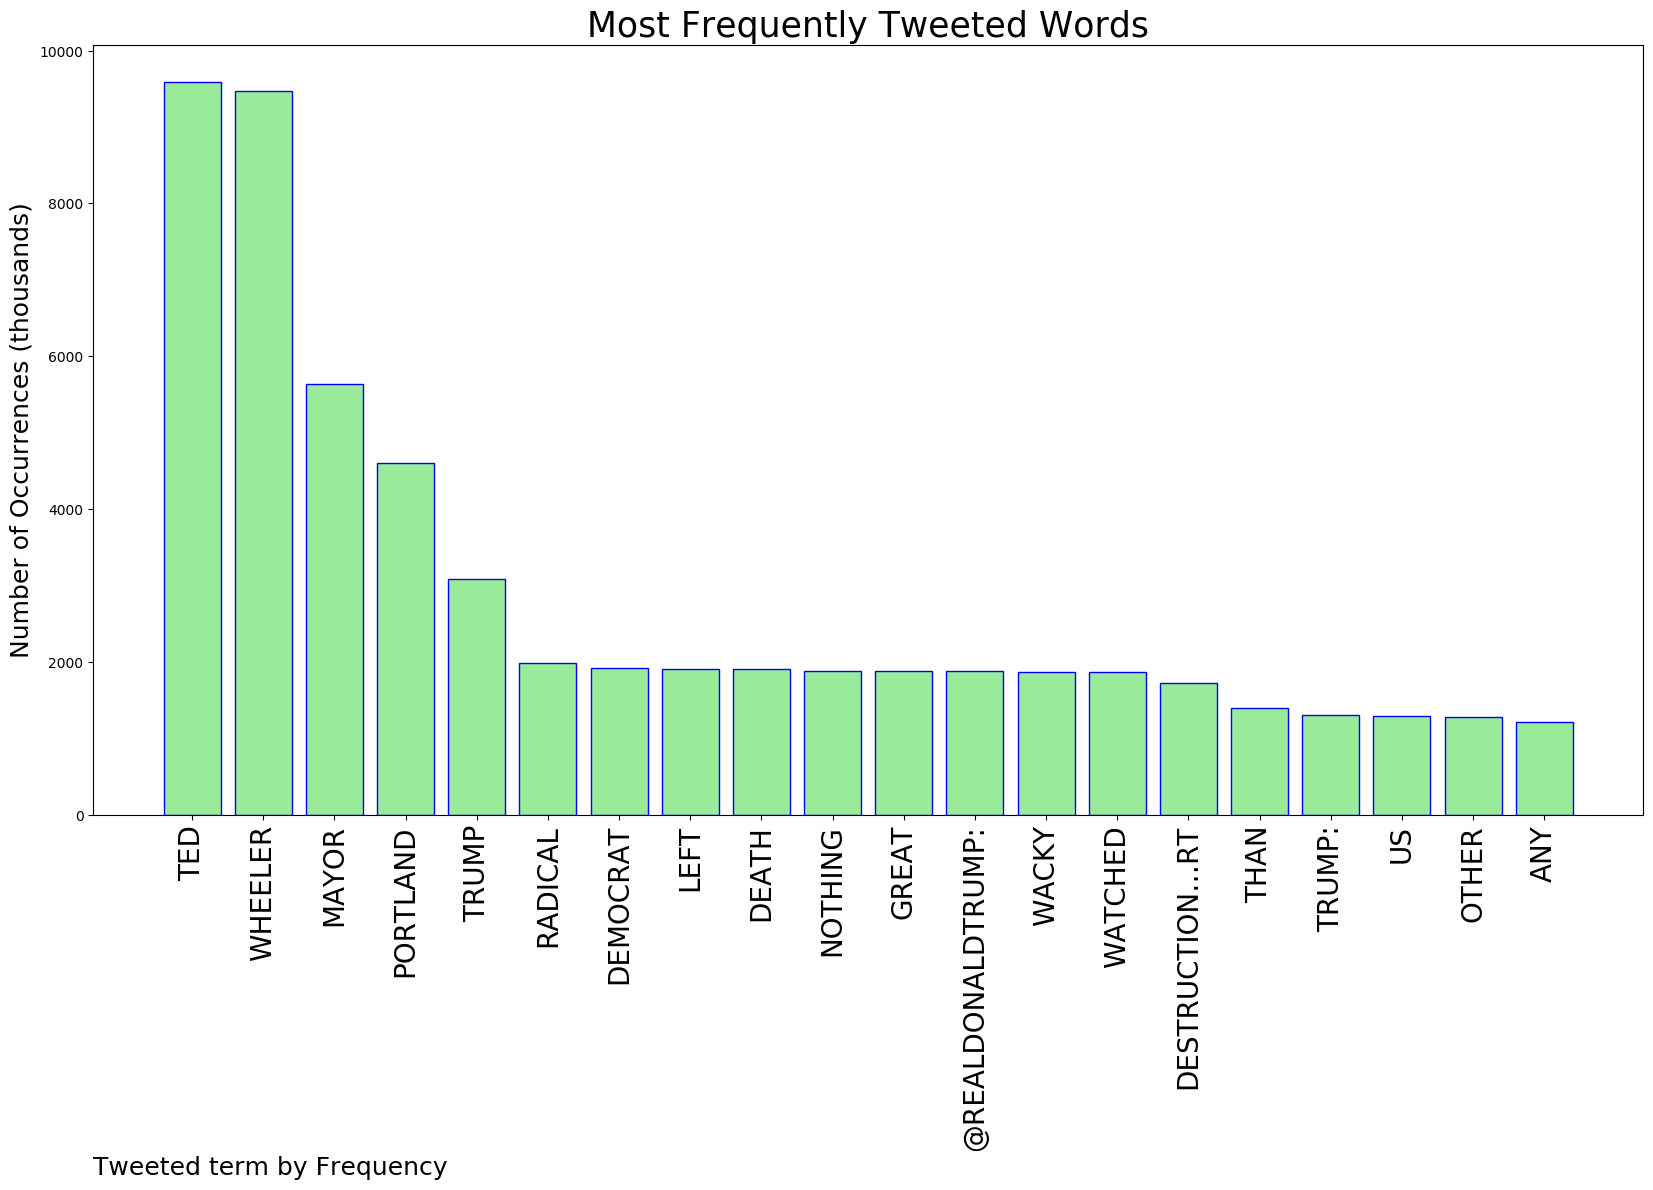 Most Frequently Tweeted Words
Number of Occurrences (thousands)
10000
8000
6000
4000
2000
0
TED
WHEELER
MAYOR
PORTLAND
TRUMP
RADICAL
DEMOCRAT
LEFT
DEATH
NOTHING
GREAT
@REALDONALDTRUMP:
WACKY
WATCHED
DESTRUCTION...RT
THAN
TRUMP:
US
OTHER
ANY
Tweeted term by Frequency